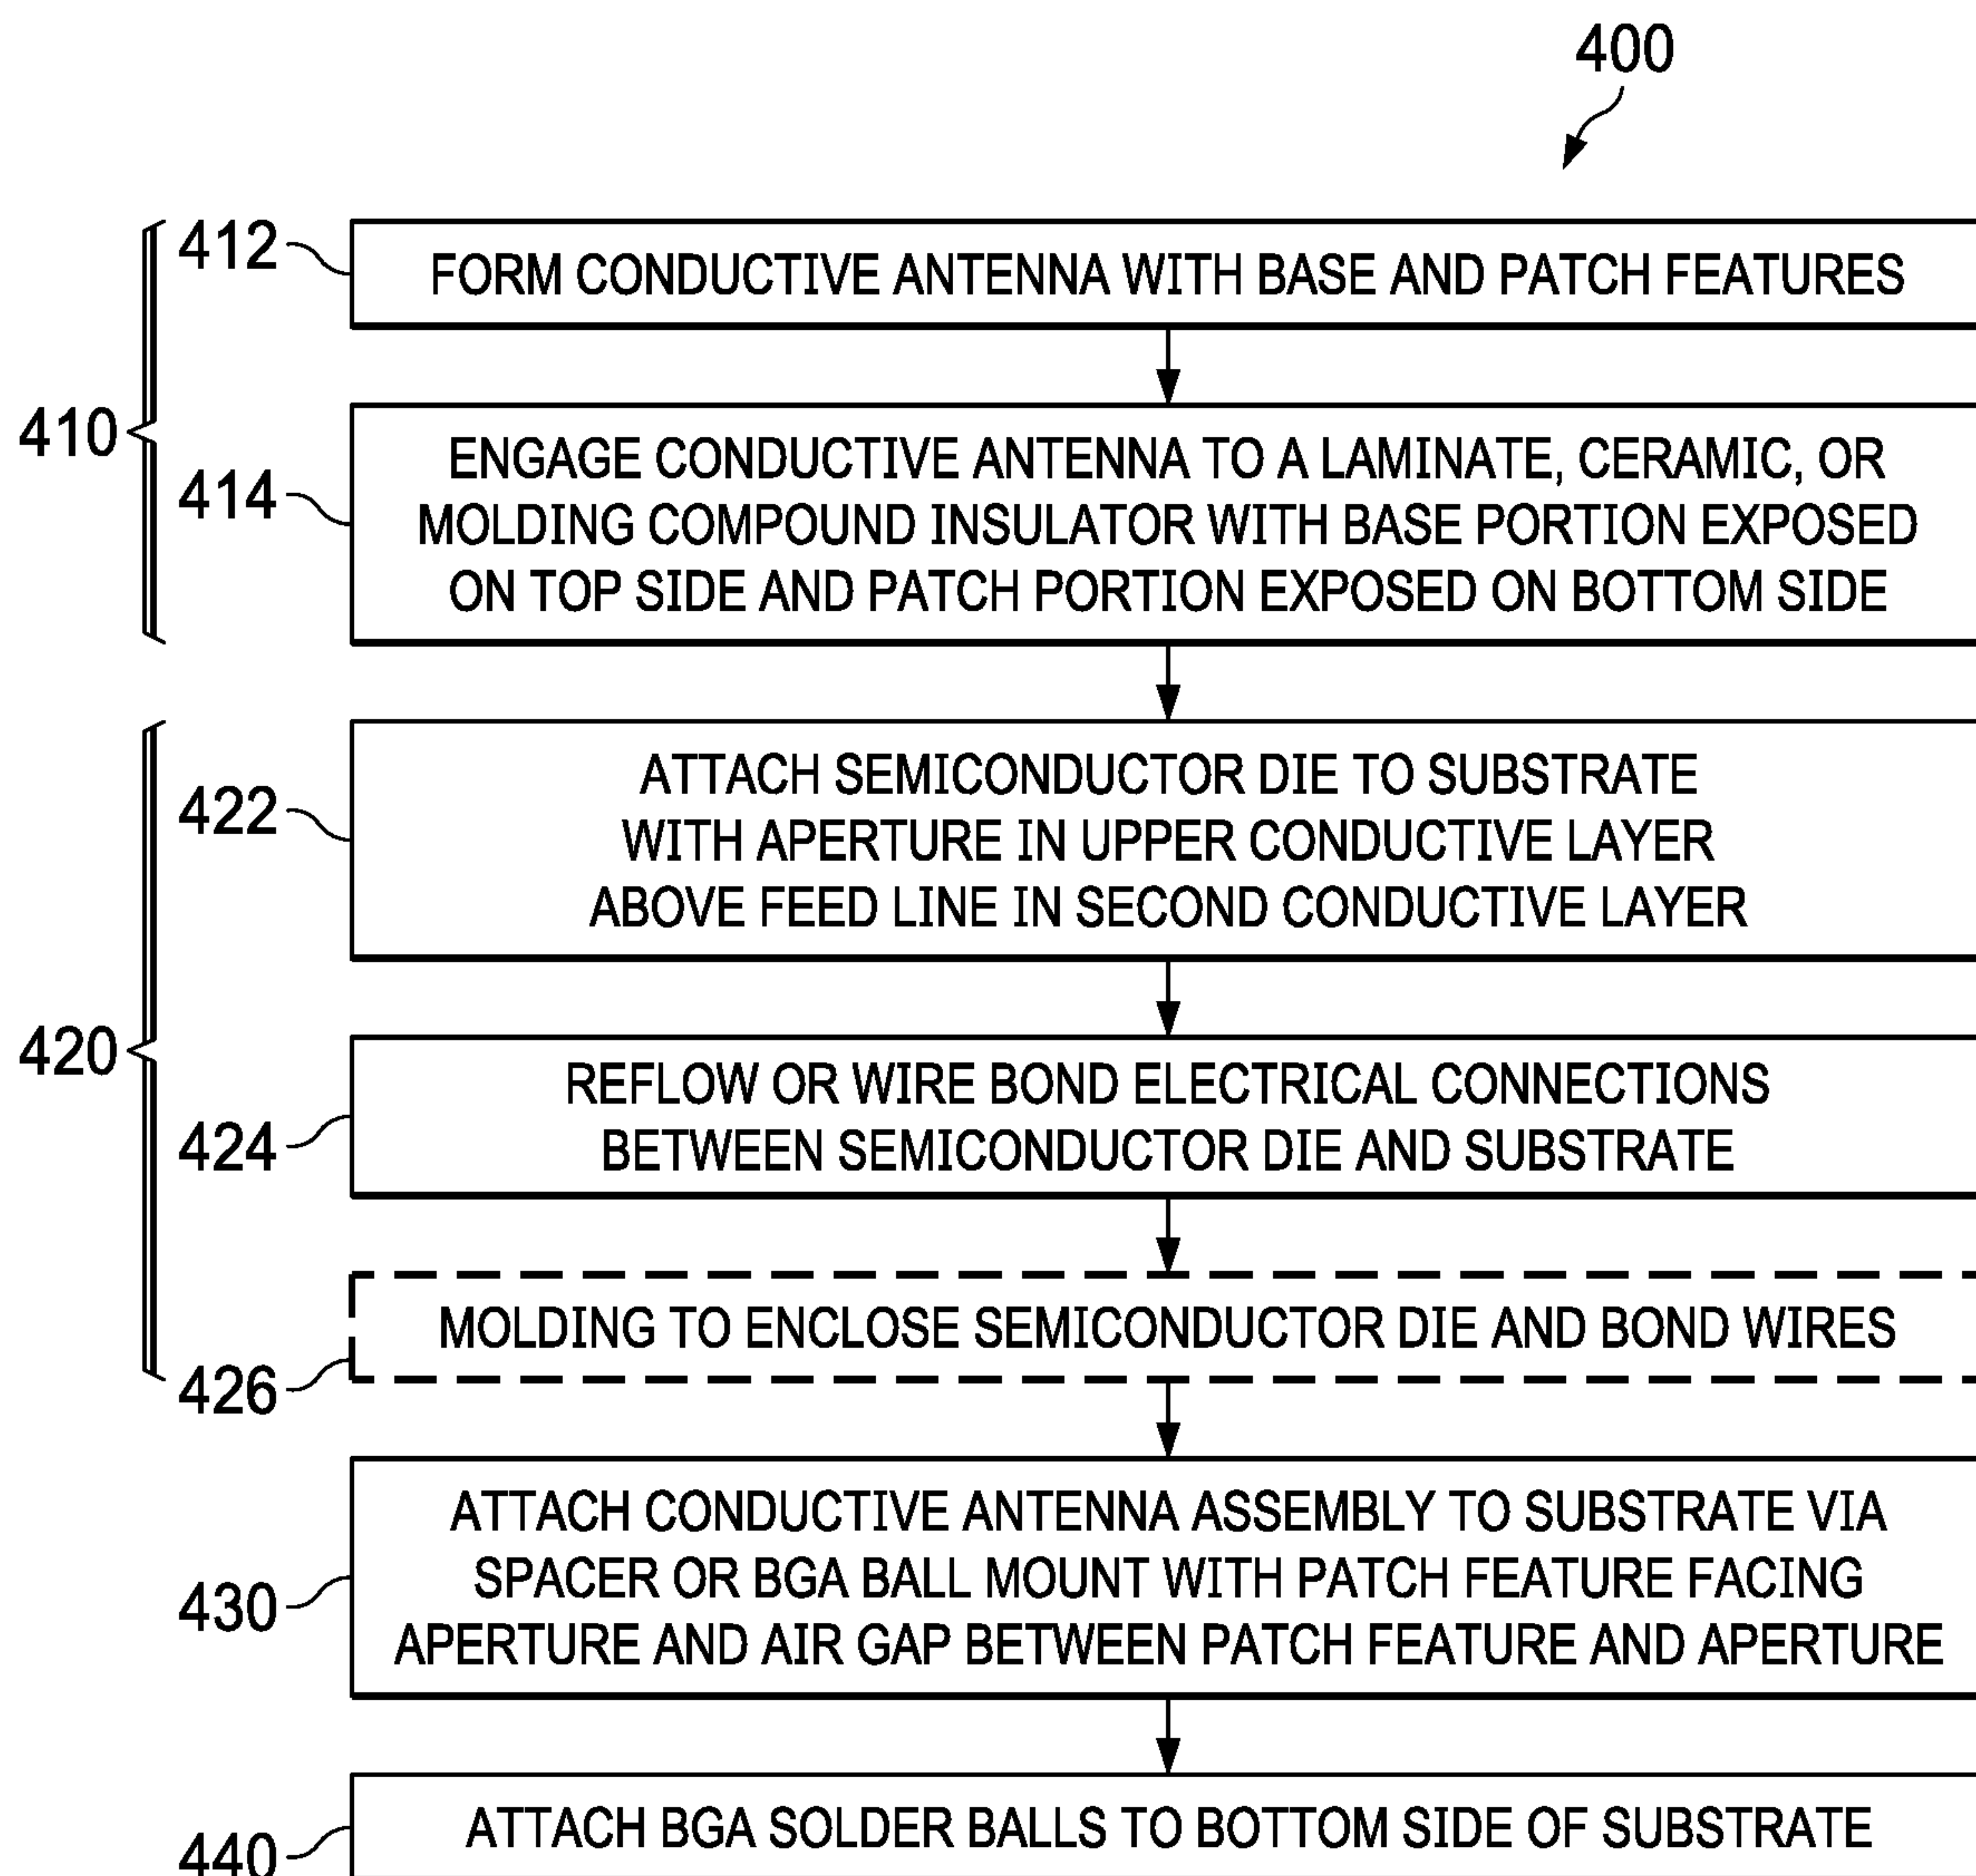 400
412
FORM CONDUCTIVE ANTENNA WITH BASE AND PATCH FEATURES
410
414
ENGAGE CONDUCTIVE ANTENNA TO A LAMINATE, CERAMIC, OR
MOLDING COMPOUND INSULATOR WITH BASE PORTION EXPOSED
ON TOP SIDE AND PATCH PORTION EXPOSED ON BOTTOM SIDE
422
ATTACH SEMICONDUCTOR DIE TO SUBSTRATE
WITH APERTURE IN UPPER CONDUCTIVE LAYER
ABOVE FEED LINE IN SECOND CONDUCTIVE LAYER
420
424
REFLOW OR WIRE BOND ELECTRICAL CONNECTIONS
BETWEEN SEMICONDUCTOR DIE AND SUBSTRATE
426
MOLDING TO ENCLOSE SEMICONDUCTOR DIE AND BOND WIRES
430
ATTACH CONDUCTIVE ANTENNA ASSEMBLY TO SUBSTRATE VIA
SPACER OR BGA BALL MOUNT WITH PATCH FEATURE FACING
APERTURE AND AIR GAP BETWEEN PATCH FEATURE AND APERTURE
440
ATTACH BGA SOLDER BALLS TO BOTTOM SIDE OF SUBSTRATE